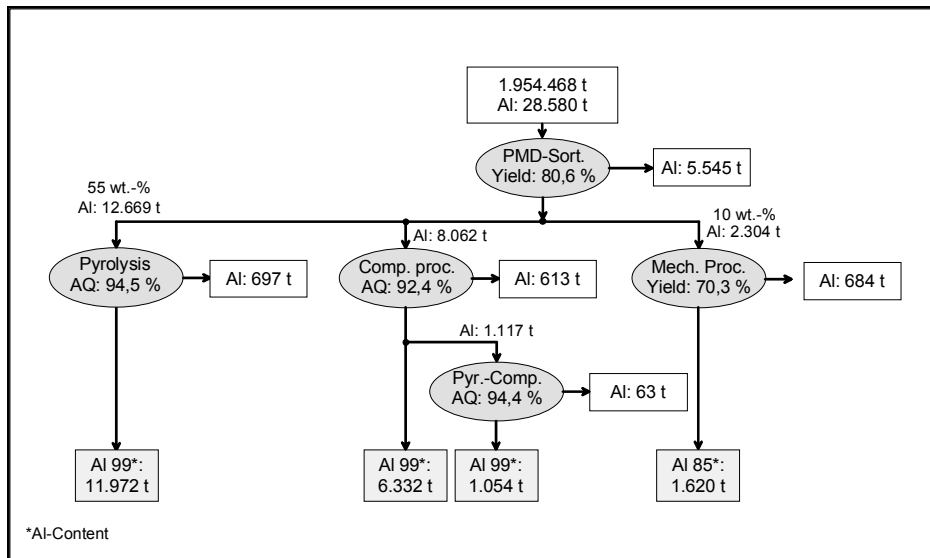 1.954.468 t
Al: 28.580 t
PMD-Sort.
Yield: 80,6 %
Al: 5.545 t
55 wt.-%
Al: 12.669 t
Al: 8.062 t
10 wt.-%
Al: 2.304 t
Pyrolysis
AQ: 94,5 %
Al: 697 t
Comp. proc.
AQ: 92,4 %
Al: 613 t
Mech. Proc.
Yield: 70,3 %
Al: 684 t
Al: 1.117 t
Pyr.-Comp.
AQ: 94,4 %
Al: 63 t
Al 99*:
11.972 t
Al 99*:
6.332 t
Al 99*:
1.054 t
Al 85*:
1.620 t
*Al-Content